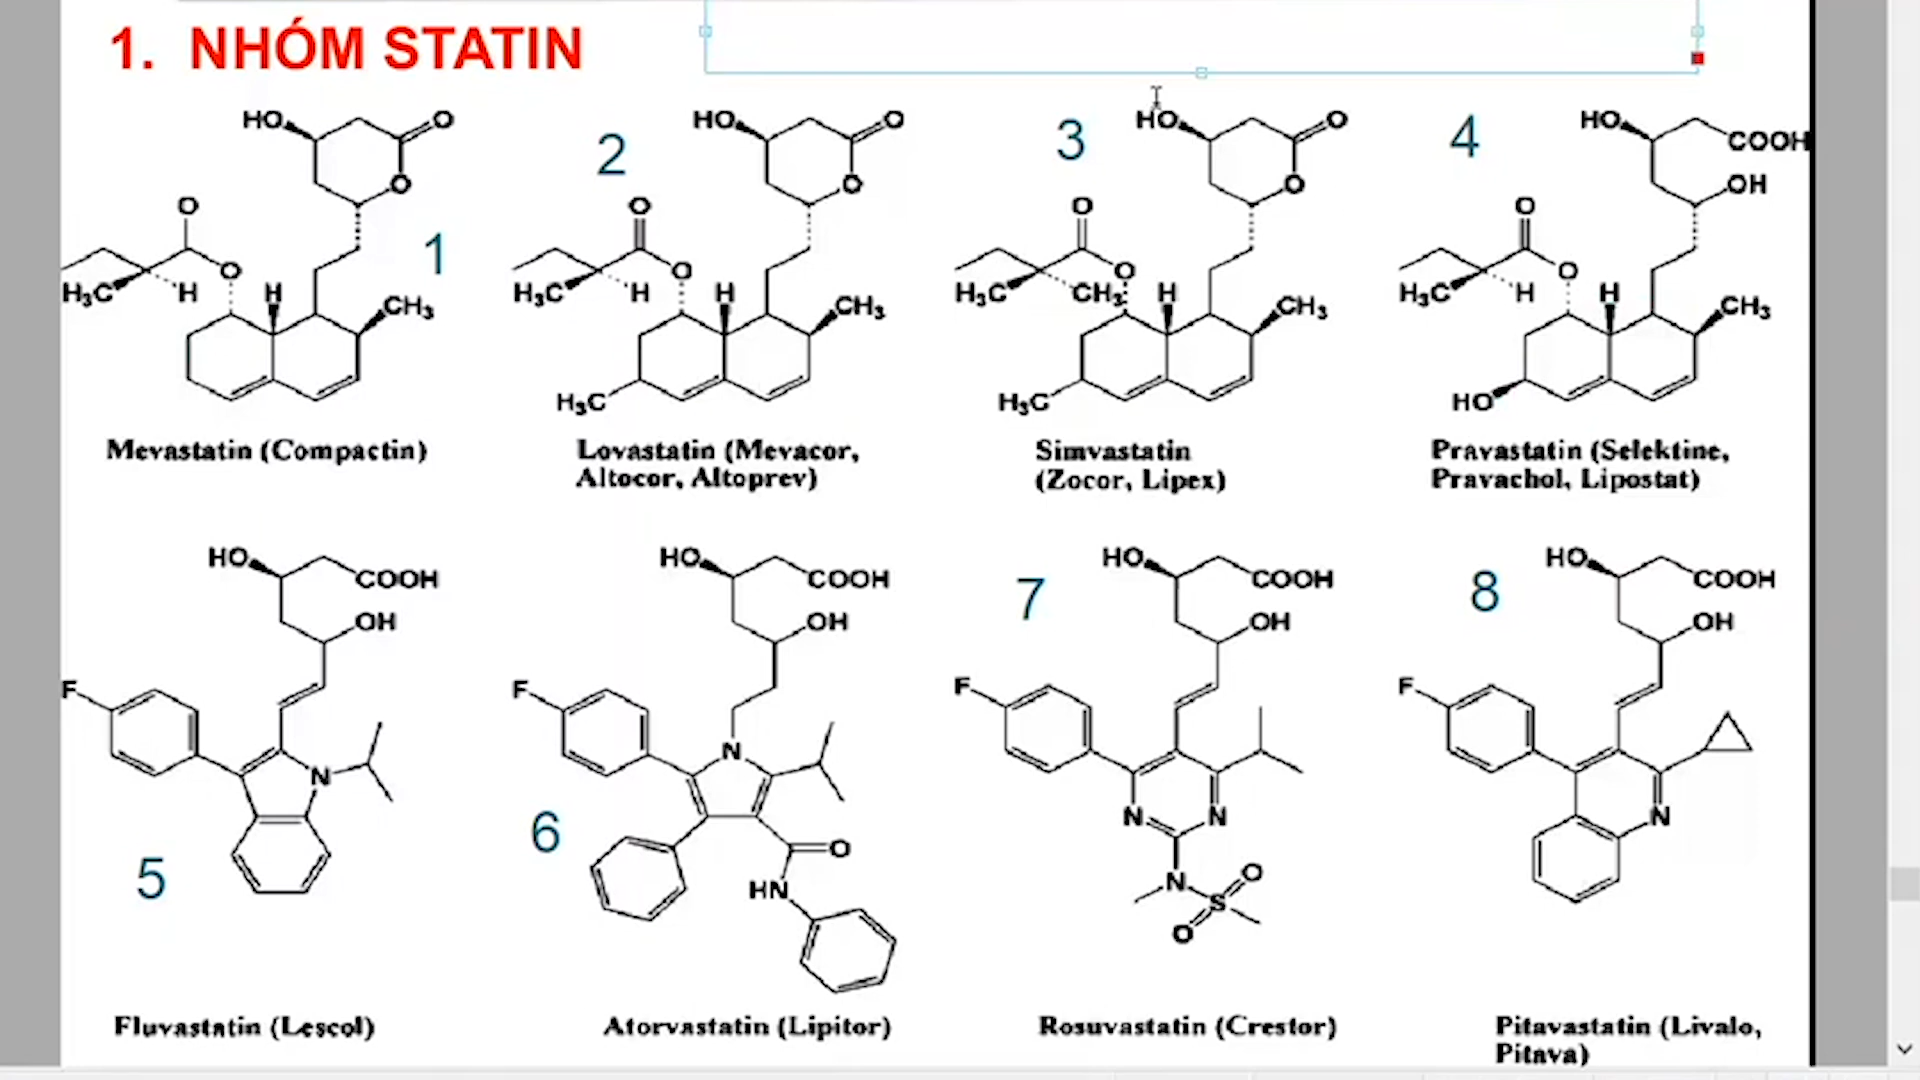 1. NHÓM STATIN
HO
O
O
O
O
H₃C
H
H
CH₃
1
Mevastatin (Compactin)
2
HO
O
O
O
O
H₃C
H
H
CH₃
H₃C
Lovastatin (Mevacor,
Altocor, Altoprev)
3
HO
O
O
O
O
H₃C
CH₃
H
CH₃
H₃C
Simvastatin
(Zocor, Lipex)
4
HO
COOH
OH
O
O
H₃C
H
H
CH₃
HO
Pravastatin (Selektine,
Pravachol, Lipostat)
HO
COOH
OH
F
N
5
Fluvastatin (Lescol)
HO
COOH
OH
F
N
6
O
HN
Atorvastatin (Lipitor)
7
HO
COOH
OH
F
N
N
N
O
S
O
Rosuvastatin (Crestor)
8
HO
COOH
OH
F
N
Pitavastatin (Livalo,
Pitava)